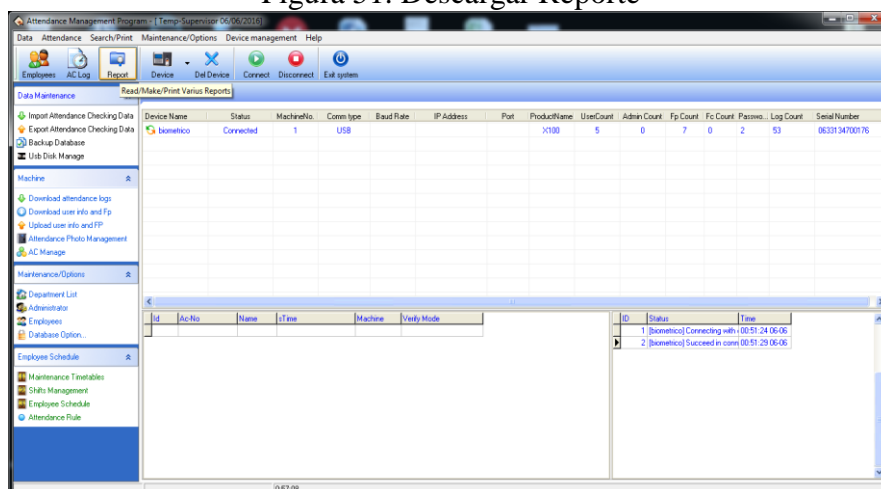 Figura 31. Descargar Reporte
Attendance Management Program - [ Temp-Supervisor 06/06/2016]
Data Attendance Search/Print Maintenance/Options Device management Help
Employees AC Log Report Device Del Device Connect Disconnect Exit system
Read/Make/Print Varius Reports
Data Maintenance
Import Attendance Checking Data
Export Attendance Checking Data
Backup Database
Usb Disk Manage
Machine
Download attendance logs
Download user info and Fp
Upload user info and FP
Attendance Photo Management
AC Manage
Maintenance/Options
Department List
Administrator
Employees
Database Option...
Employee Schedule
Maintenance Timetables
Shifts Management
Employee Schedule
Attendance Rule
Device Name Status MachineNo. Comm type Baud Rate IP Address Port ProductName UserCount Admin Count Fp Count Fc Count Passwo... Log Count Serial Number
biometrico Connected 1 USB X100 5 0 7 0 2 53 0633134700176
Id Ac-No Name sTime Machine Verify Mode
ID Status Time
1 [biometrico] Connecting with 00:51:24 06-06
2 [biometrico] Succeed in conn 00:51:29 06-06